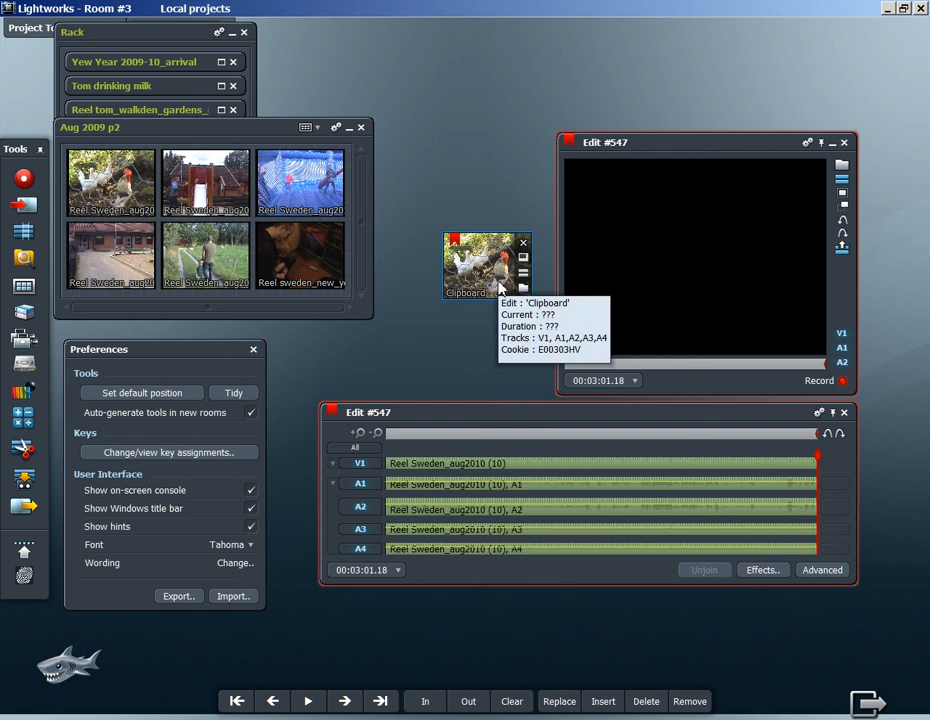 Lightworks - Room #3 Local projects
Project To
Rack
Yew Year 2009-10_arrival
Tom drinking milk
Reel tom_walkden_gardens_
Aug 2009 p2
Reel Sweden_aug20 Reel Sweden_aug20 Reel Sweden_aug20
Reel Sweden_aug20 Reel Sweden_aug20 Reel sweden_new_y
Tools
Preferences
Tools
Set default position Tidy
Auto-generate tools in new rooms
Keys
Change/view key assignments..
User Interface
Show on-screen console
Show Windows title bar
Show hints
Font Tahoma
Wording Change..
Export.. Import..
Clipboard
Edit : 'Clipboard'
Current : ???
Duration : ???
Tracks : V1, A1,A2,A3,A4
Cookie : E00303HV
Edit #547
V1
A1
A2
00:03:01.18 Record
Edit #547
All
V1 Reel Sweden_aug2010 (10)
A1 Reel Sweden_aug2010 (10), A1
A2 Reel Sweden_aug2010 (10), A2
A3 Reel Sweden_aug2010 (10), A3
A4 Reel Sweden_aug2010 (10), A4
00:03:01.18 Unjoin Effects.. Advanced
In Out Clear Replace Insert Delete Remove